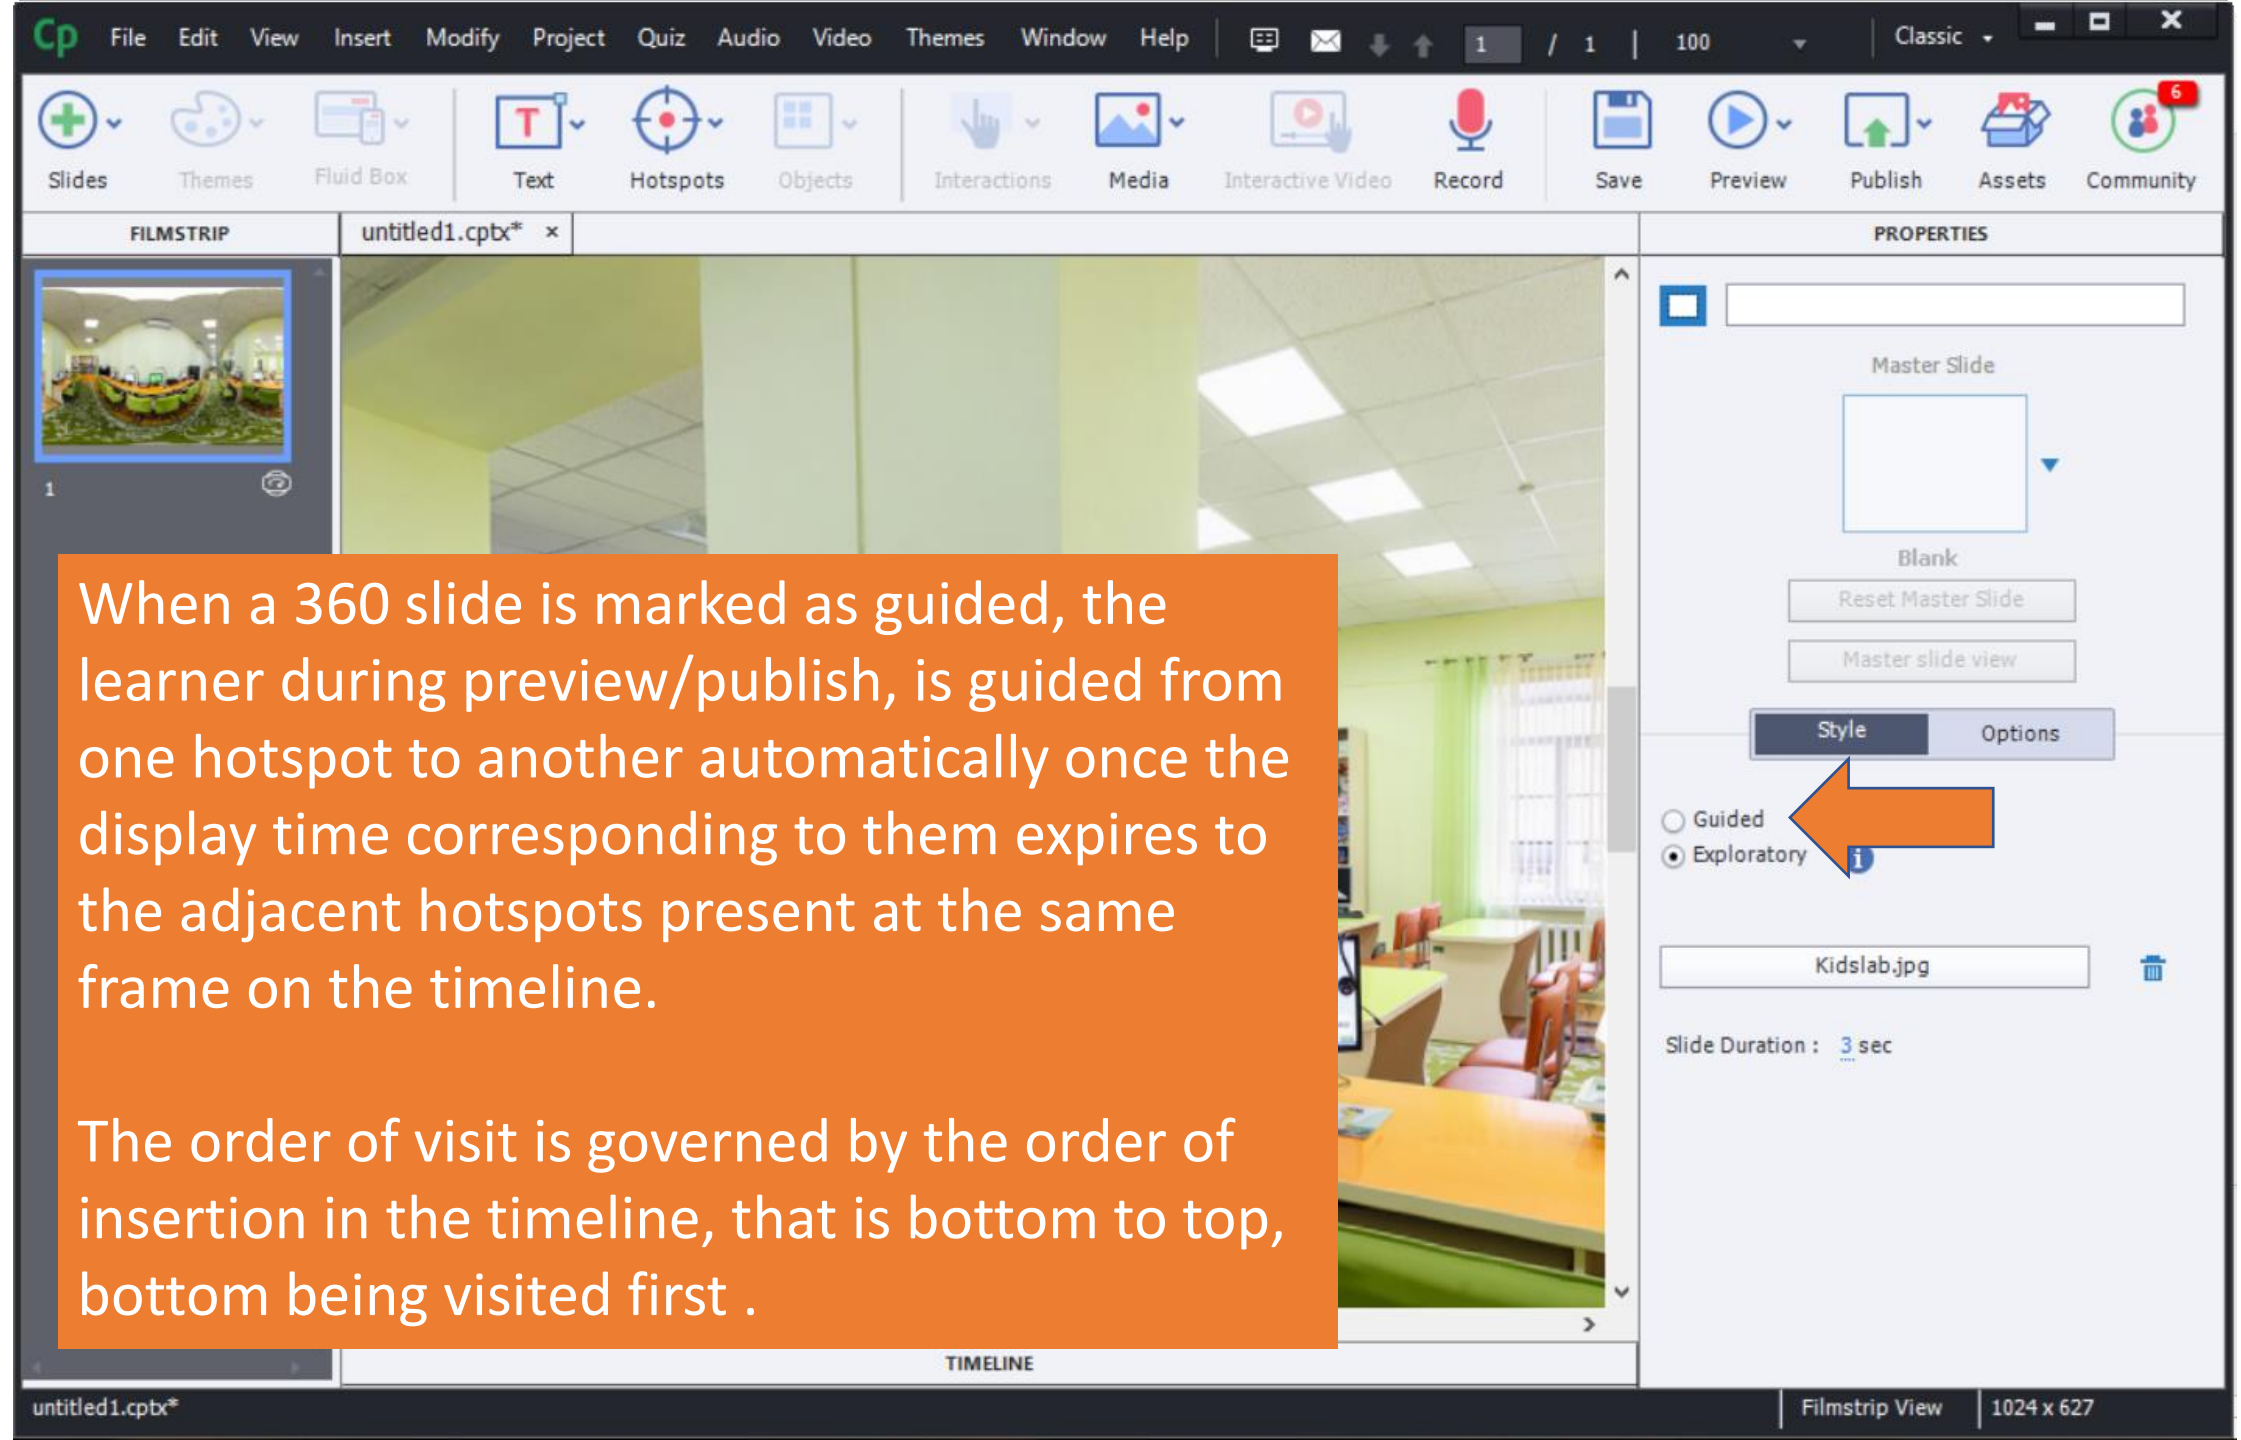 Cp File Edit View Insert Modify Project Quiz Audio Video Themes Window Help 1 / 1 | 100 Classic
Slides Themes Fluid Box Text Hotspots Objects Interactions Media Interactive Video Record Save Preview Publish Assets Community 6
FILMSTRIP untitled1.cptx* × PROPERTIES
1
Master Slide
Blank
Reset Master Slide
Master slide view
Style Options
Guided
Exploratory i
Kidslab.jpg
Slide Duration : 3 sec
When a 360 slide is marked as guided, the
learner during preview/publish, is guided from
one hotspot to another automatically once the
display time corresponding to them expires to
the adjacent hotspots present at the same
frame on the timeline.
The order of visit is governed by the order of
insertion in the timeline, that is bottom to top,
bottom being visited first .
TIMELINE
untitled1.cptx* Filmstrip View 1024 x 627